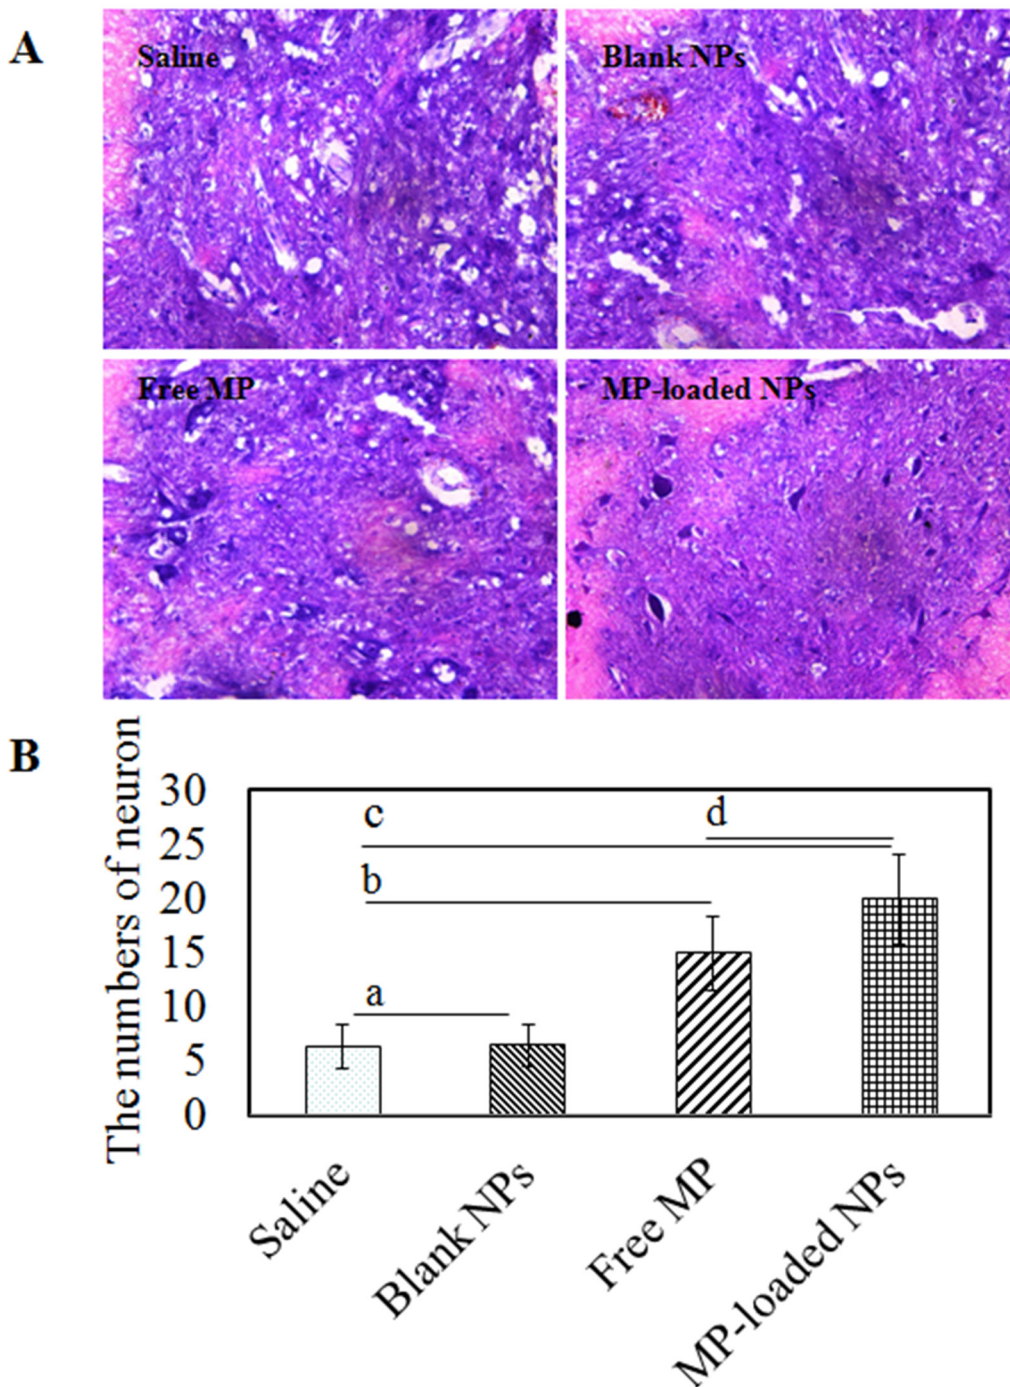 A
Saline
Blank NPs
Free MP
MP-loaded NPs
B
The numbers of neuron
30
25
20
15
10
5
0
c
d
b
a
Saline
Blank NPs
Free MP
MP-loaded NPs